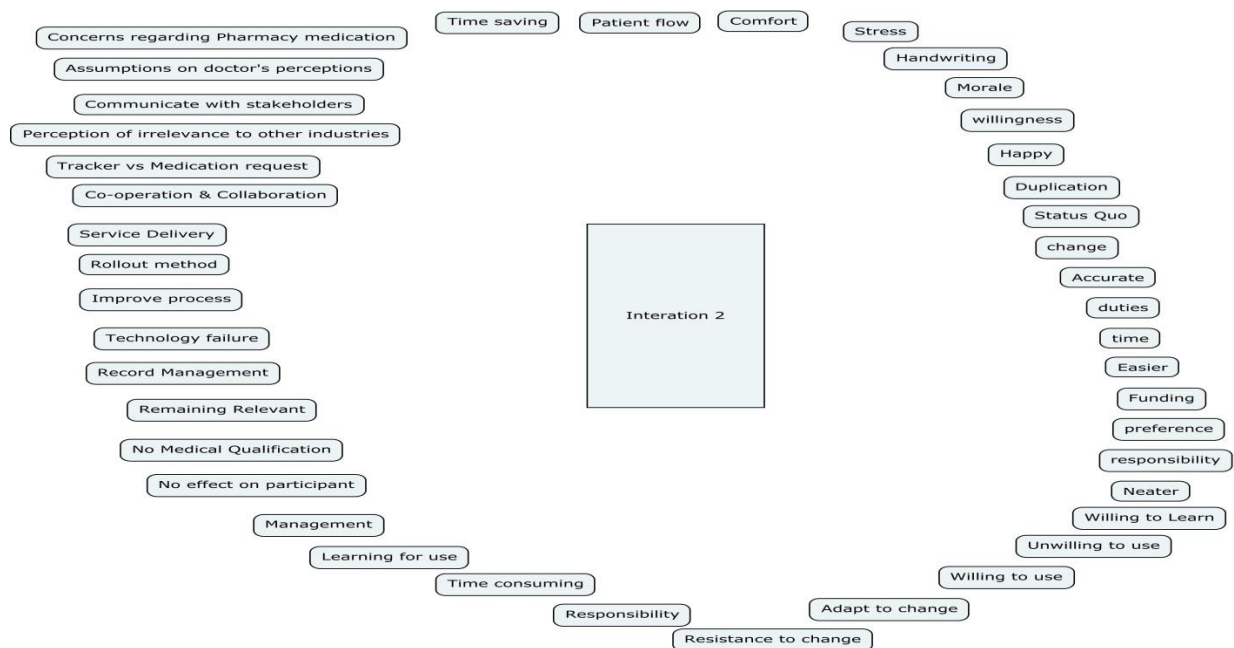 Time saving
Patient flow
Comfort
Stress
Handwriting
Morale
willingness
Happy
Duplication
Status Quo
change
Accurate
duties
time
Easier
Funding
preference
responsibility
Neater
Willing to Learn
Unwilling to use
Willing to use
Adapt to change
Resistance to change
Responsibility
Time consuming
Learning for use
Management
No effect on participant
No Medical Qualification
Remaining Relevant
Record Management
Technology failure
Improve process
Rollout method
Service Delivery
Co-operation & Collaboration
Tracker vs Medication request
Perception of irrelevance to other industries
Communicate with stakeholders
Assumptions on doctor's perceptions
Concerns regarding Pharmacy medication
Interation 2